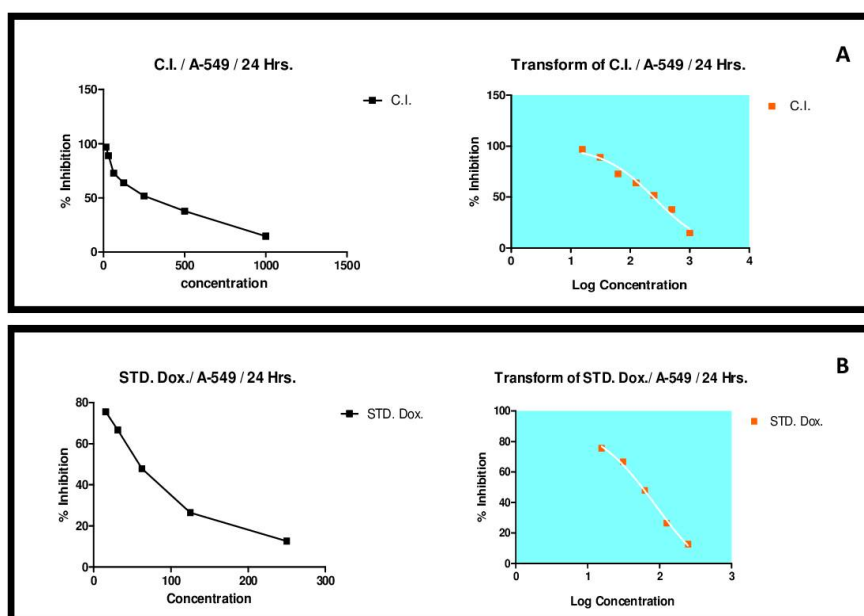 A
C.I. / A-549 / 24 Hrs.
150
100
50
0
% Inhibition
0
500
1000
1500
concentration
C.I.
Transform of C.I. / A-549 / 24 Hrs.
150
100
50
0
% Inhibition
0
1
2
3
4
Log Concentration
C.I.
B
STD. Dox./ A-549 / 24 Hrs.
80
60
40
20
0
% Inhibition
0
100
200
300
Concentration
STD. Dox.
Transform of STD. Dox./ A-549 / 24 Hrs.
100
80
60
40
20
0
% Inhibition
0
1
2
3
Log Concentration
STD. Dox.